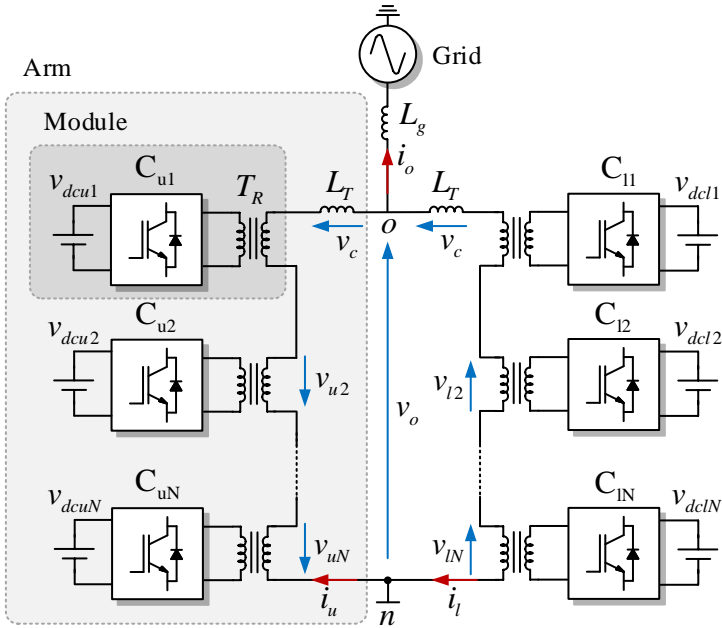 Grid
Arm
L_g
Module
i_o
C_u1
v_dcu1
T_R
L_T
L_T
C_l1
v_dcl1
v_c
o
v_c
C_u2
v_dcu2
C_l2
v_dcl2
v_u2
v_l2
v_o
C_uN
v_dcuN
C_lN
v_dclN
v_uN
v_lN
i_u
n
i_l